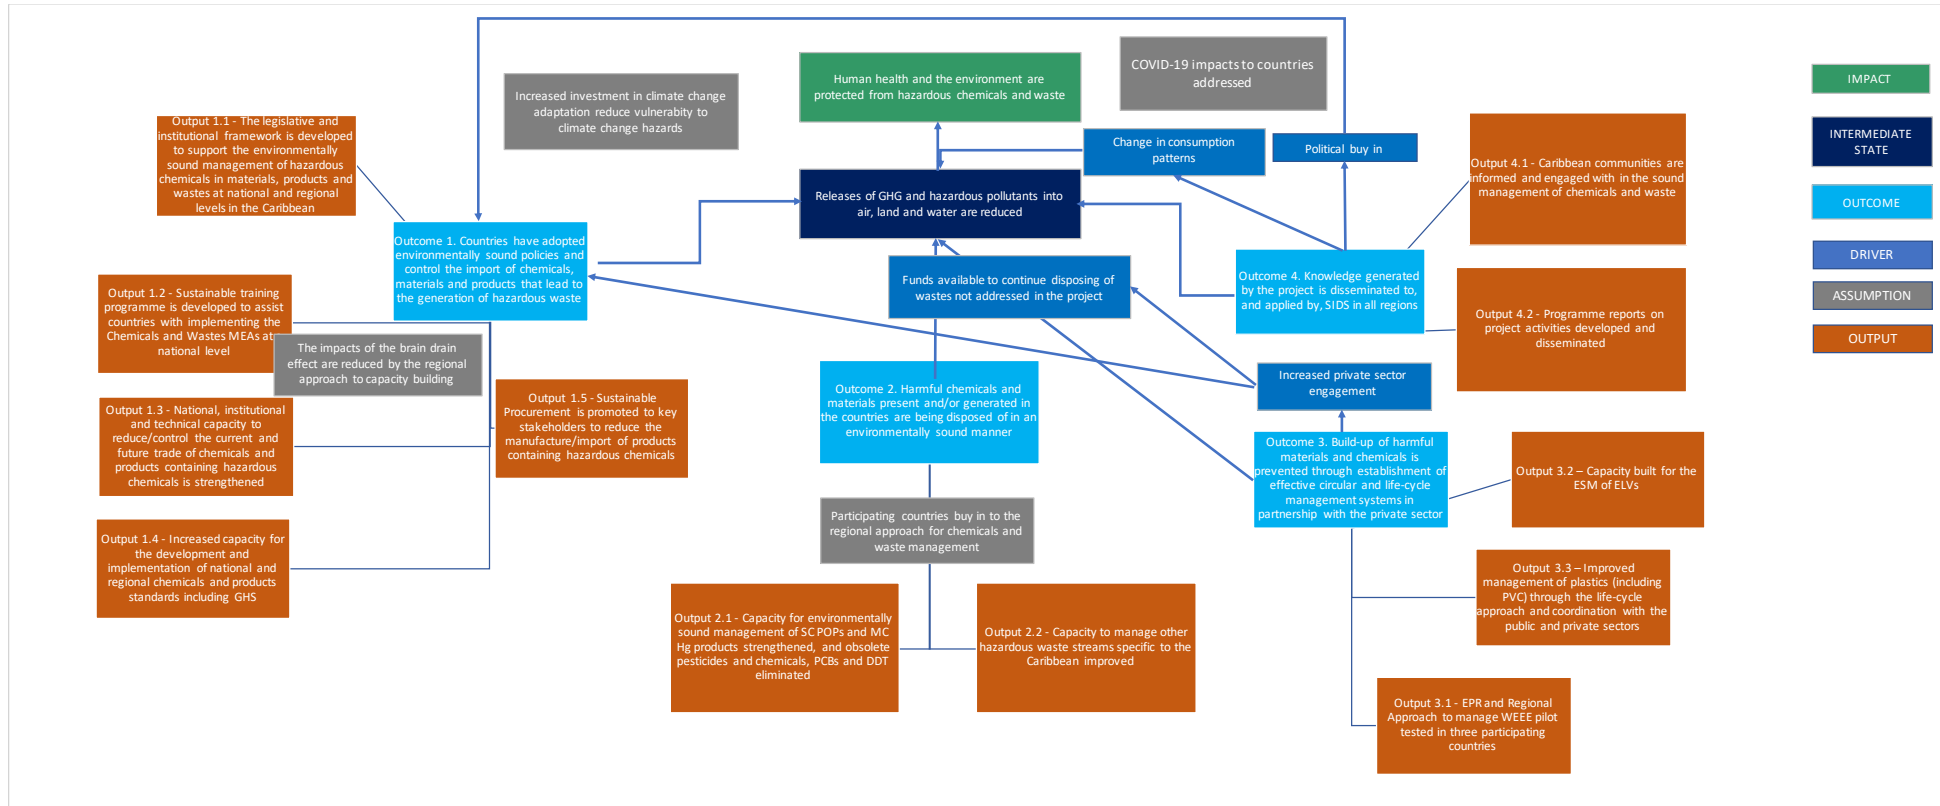 Human health and the environment are
protected from hazardous chemicals and waste
COVID-19 impacts to countries
addressed
Increased investment in climate change
adaptation reduce vulnerabity to
climate change hazards
Output 1.1 - The legislative and
institutional framework is developed
to support the environmentally
sound management of hazardous
chemicals in materials, products and
wastes at national and regional
levels in the Caribbean
Change in consumption
patterns
Political buy in
Output 4.1 - Caribbean communities are
informed and engaged with in the sound
management of chemicals and waste
Releases of GHG and hazardous pollutants into
air, land and water are reduced
Outcome 1. Countries have adopted
environmentally sound policies and
control the import of chemicals,
materials and products that lead to
the generation of hazardous waste
Funds available to continue disposing of
wastes not addressed in the project
Outcome 4. Knowledge generated
by the project is disseminated to,
and applied by, SIDS in all regions
Output 1.2 - Sustainable training
programme is developed to assist
countries with implementing the
Chemicals and Wastes MEAs at
national level
The impacts of the brain drain
effect are reduced by the regional
approach to capacity building
Output 4.2 - Programme reports on
project activities developed and
disseminated
Increased private sector
engagement
Outcome 2. Harmful chemicals and
materials present and/or generated in
the countries are being disposed of in an
environmentally sound manner
Output 1.5 - Sustainable
Procurement is promoted to key
stakeholders to reduce the
manufacture/import of products
containing hazardous chemicals
Output 1.3 - National, institutional
and technical capacity to
reduce/control the current and
future trade of chemicals and
products containing hazardous
chemicals is strengthened
Outcome 3. Build-up of harmful
materials and chemicals is
prevented through establishment of
effective circular and life-cycle
management systems in
partnership with the private sector
Output 3.2 – Capacity built for the
ESM of ELVs
Participating countries buy in to the
regional approach for chemicals and
waste management
Output 1.4 - Increased capacity for
the development and
implementation of national and
regional chemicals and products
standards including GHS
Output 3.3 – Improved
management of plastics (including
PVC) through the life-cycle
approach and coordination with the
public and private sectors
Output 2.1 - Capacity for environmentally
sound management of SC POPs and MC
Hg products strengthened, and obsolete
pesticides and chemicals, PCBs and DDT
eliminated
Output 2.2 - Capacity to manage other
hazardous waste streams specific to the
Caribbean improved
Output 3.1 - EPR and Regional
Approach to manage WEEE pilot
tested in three participating
countries
IMPACT
INTERMEDIATE
STATE
OUTCOME
DRIVER
ASSUMPTION
OUTPUT